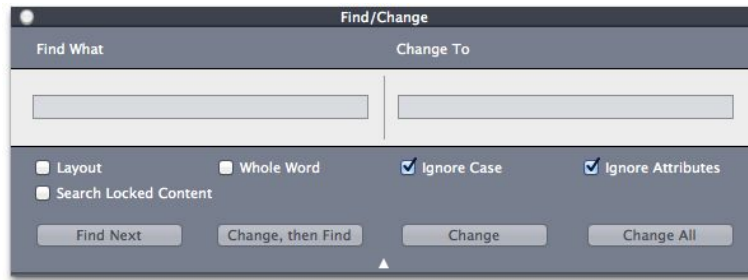 Find/Change
Find What Change To
Layout Whole Word Ignore Case Ignore Attributes
Search Locked Content
Find Next Change, then Find Change Change All